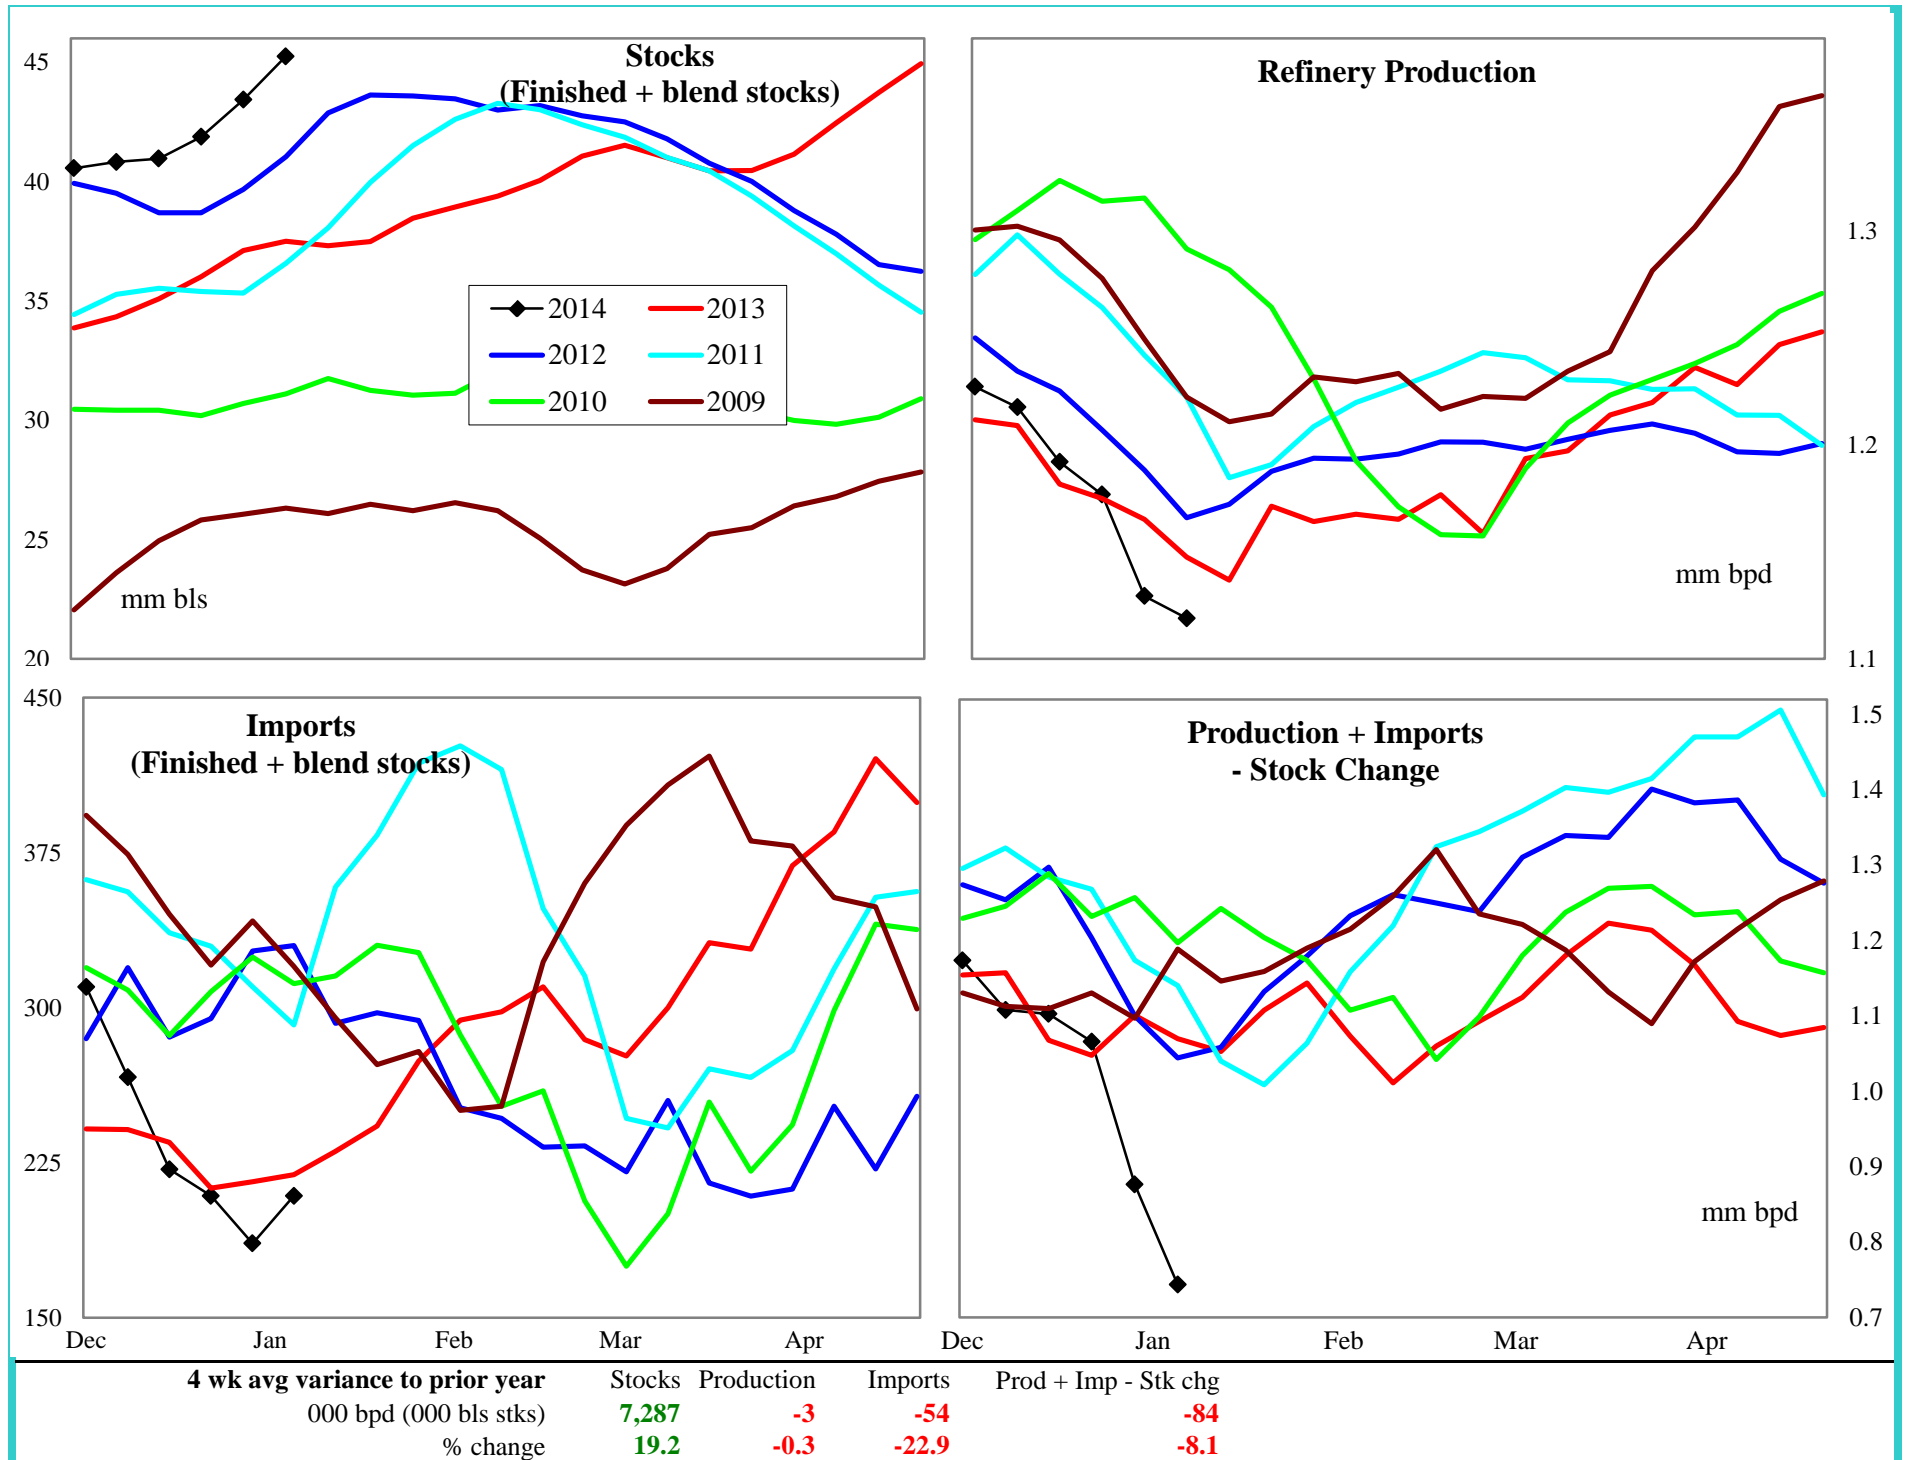 Stocks
(Finished + blend stocks)
45
40
35
30
25
20
2014 2013
2012 2011
2010 2009
mm bls
Refinery Production
1.3
1.2
1.1
mm bpd
Imports
(Finished + blend stocks)
450
375
300
225
150
Dec Jan Feb Mar Apr
Production + Imports
- Stock Change
1.5
1.4
1.3
1.2
1.1
1.0
0.9
0.8
0.7
mm bpd
Dec Jan Feb Mar Apr
4 wk avg variance to prior year Stocks Production Imports Prod + Imp - Stk chg
000 bpd (000 bls stks) 7,287 -3 -54 -84
% change 19.2 -0.3 -22.9 -8.1